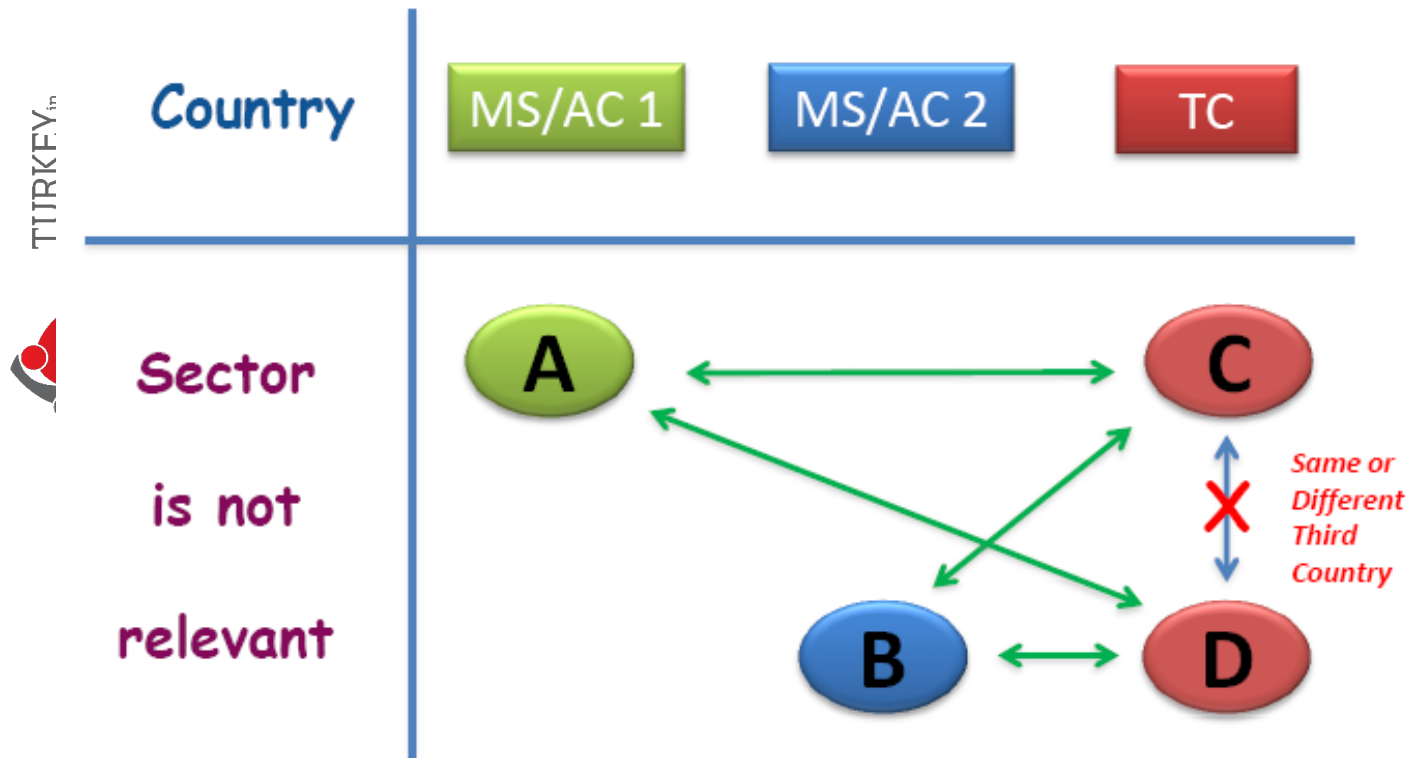 Country
MS/AC 1
MS/AC 2
TC
TURKEY in
Sector
is not
relevant
A
C
B
D
Same or
Different
Third
Country